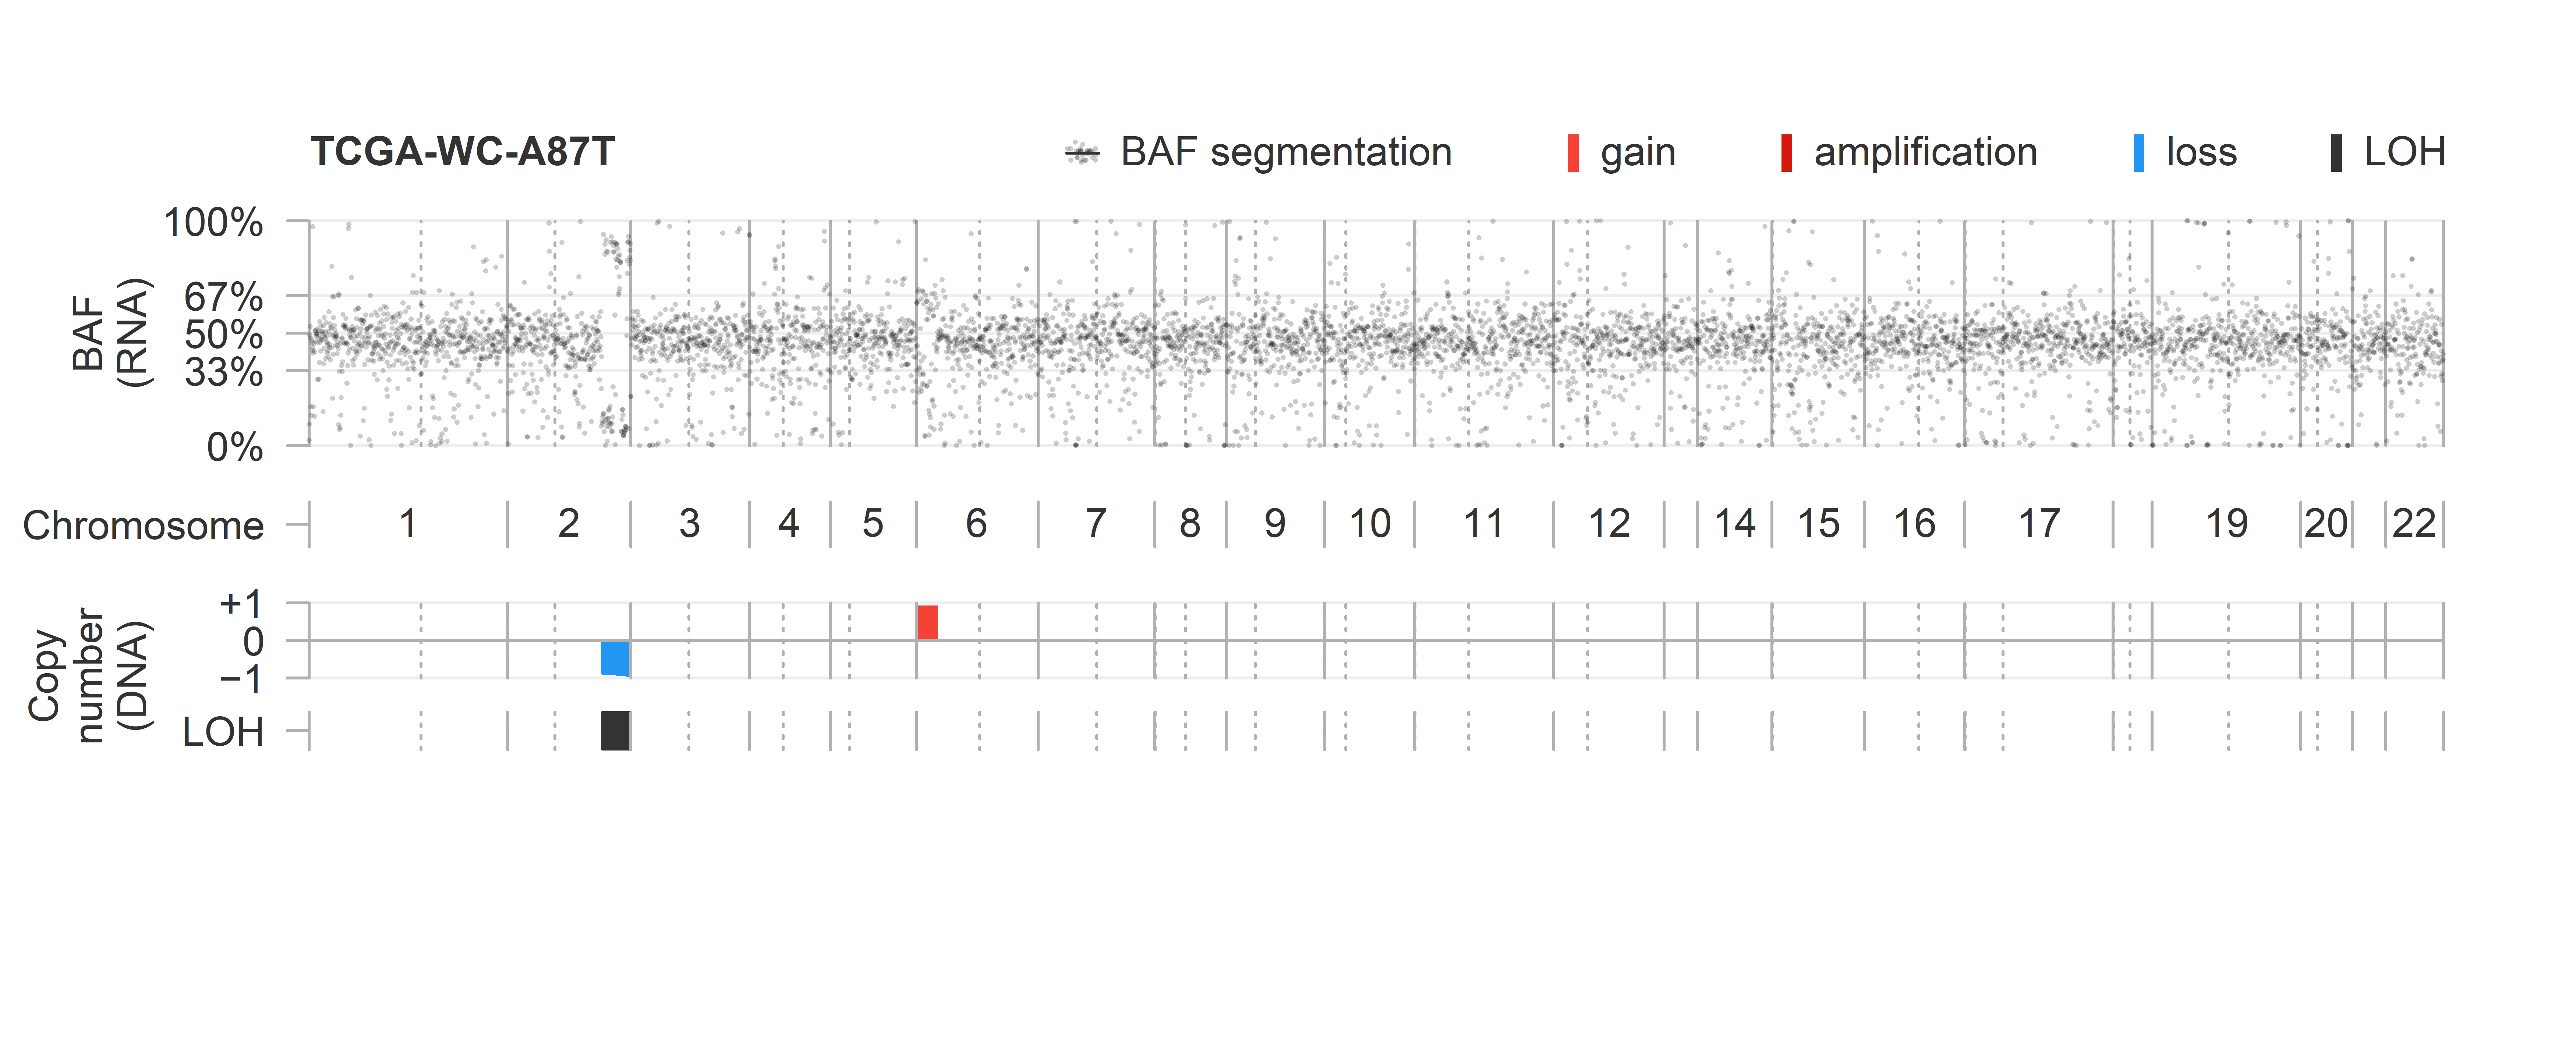 TCGA-WC-A87T
BAF segmentation
gain
amplification
loss
LOH
BAF
(RNA)
100%
67%
50%
33%
0%
Chromosome
1
2
3
4
5
6
7
8
9
10
11
12
14
15
16
17
19
20
22
Copy
number
(DNA)
+1
0
−1
LOH